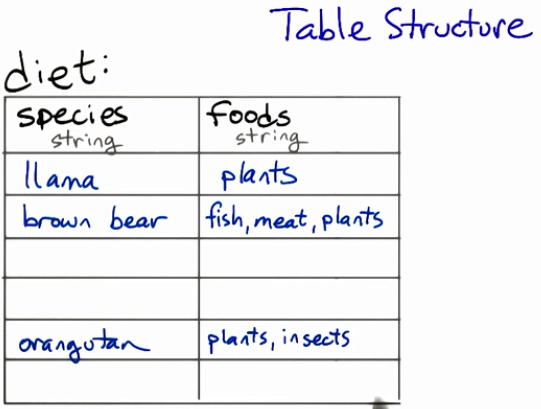 Table Structure
diet:
species foods
string string
llama plants
brown bear fish, meat, plants
orangutan plants, insects